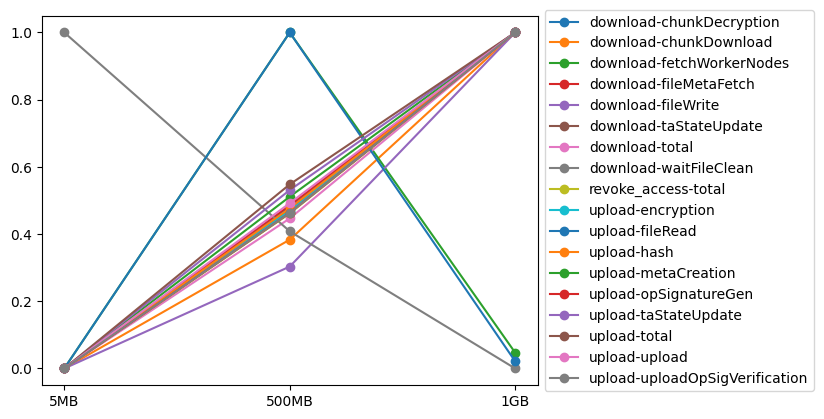 1.0
0.8
0.6
0.4
0.2
0.0
5MB
500MB
1GB
download-chunkDecryption
download-chunkDownload
download-fetchWorkerNodes
download-fileMetaFetch
download-fileWrite
download-taStateUpdate
download-total
download-waitFileClean
revoke_access-total
upload-encryption
upload-fileRead
upload-hash
upload-metaCreation
upload-opSignatureGen
upload-taStateUpdate
upload-total
upload-upload
upload-uploadOpSigVerification